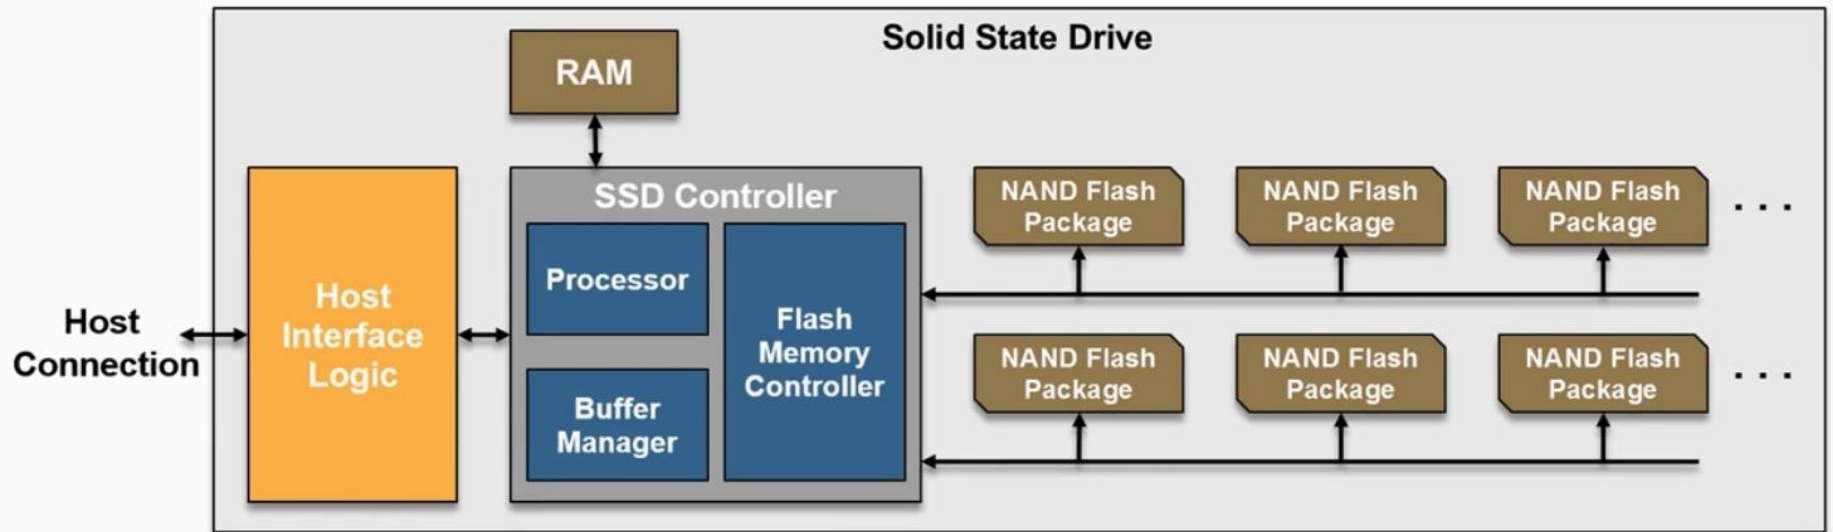 Solid State Drive
RAM
SSD Controller
Processor
Buffer
Manager
Flash
Memory
Controller
Host
Interface
Logic
Host
Connection
NAND Flash
Package
NAND Flash
Package
NAND Flash
Package
. . .
NAND Flash
Package
NAND Flash
Package
NAND Flash
Package
. . .